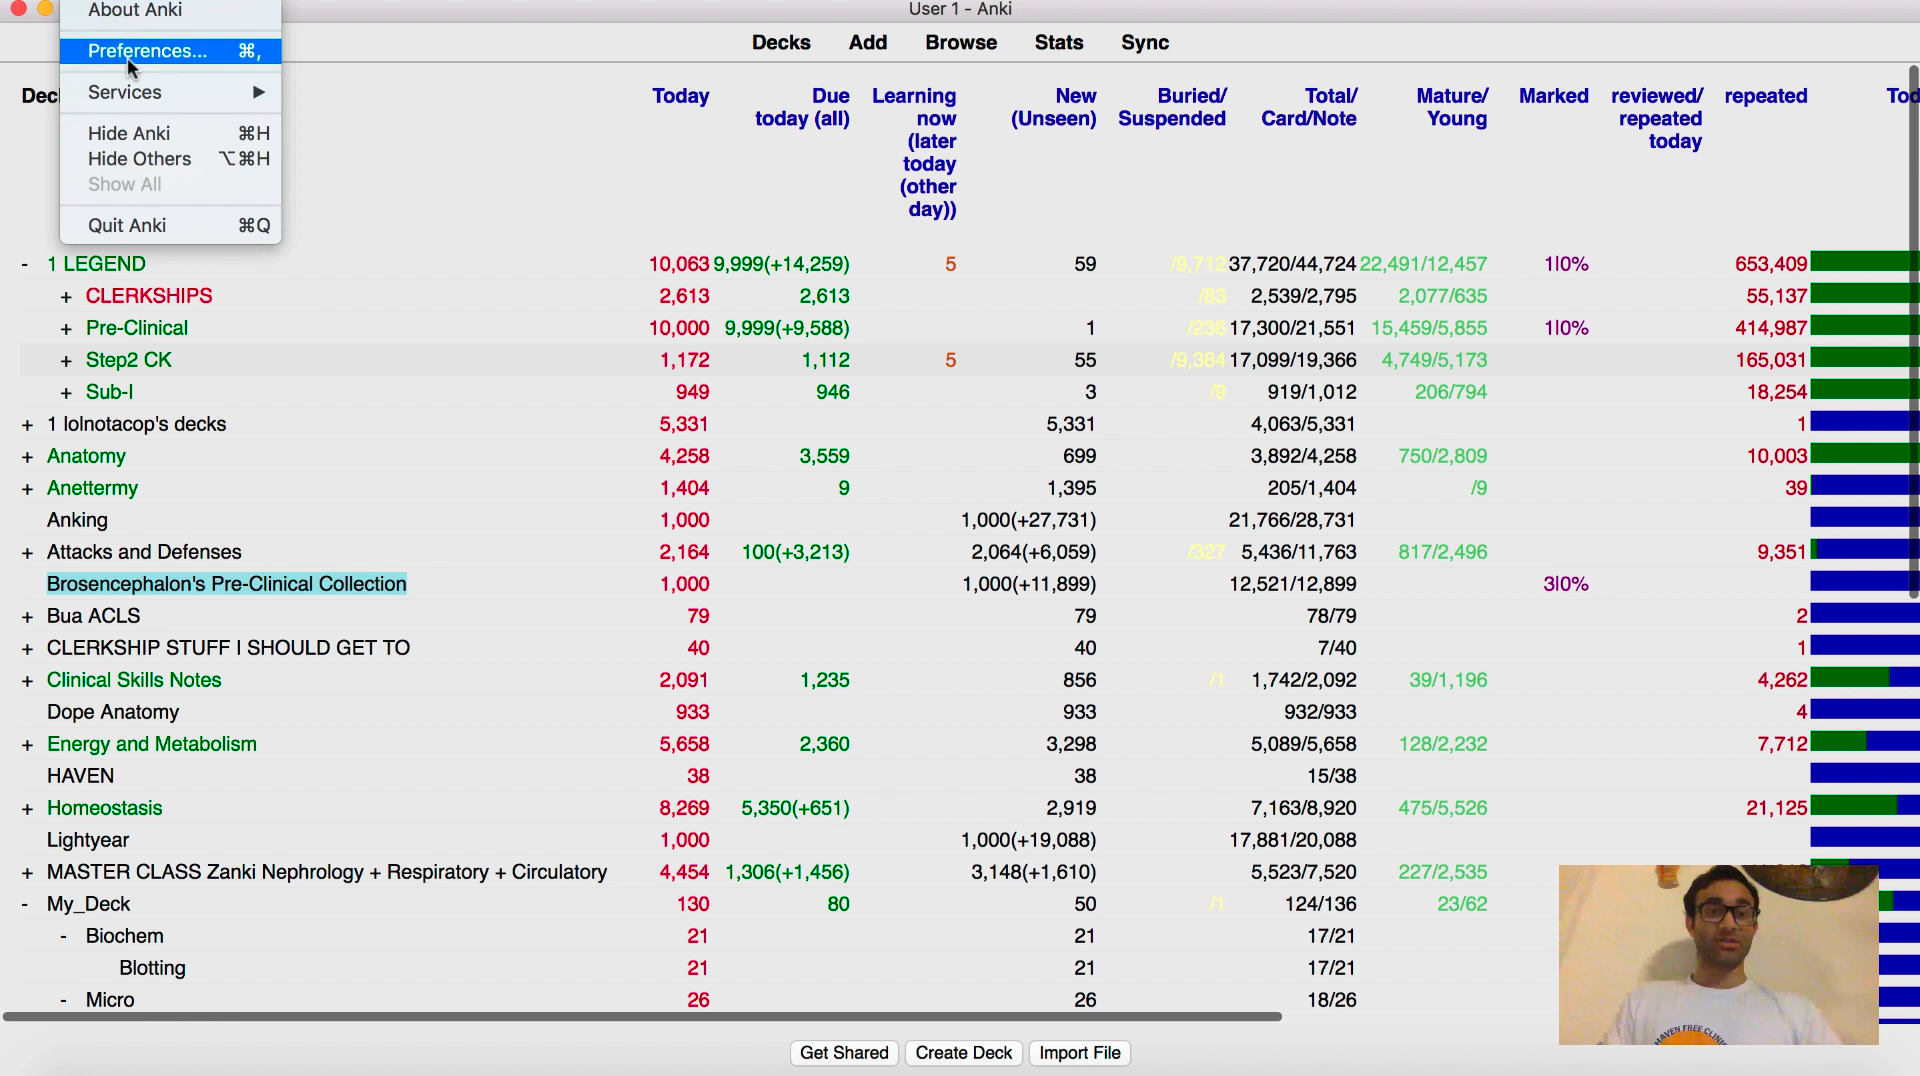 User 1 - Anki
About Anki
Preferences... ⌘,
Services ▶
Hide Anki ⌘H
Hide Others ⌥⌘H
Show All
Quit Anki ⌘Q
Decks Add Browse Stats Sync
Dec Today Due Learning New Buried/ Total/ Mature/ Marked reviewed/ repeated Tod
today (all) now (Unseen) Suspended Card/Note Young repeated
(later today
today
(other
day))
- 1 LEGEND 10,063 9,999(+14,259) 5 59 /9,712 37,720/44,724 22,491/12,457 1|0% 653,409
+ CLERKSHIPS 2,613 2,613 /83 2,539/2,795 2,077/635 55,137
+ Pre-Clinical 10,000 9,999(+9,588) 1 /236 17,300/21,551 15,459/5,855 1|0% 414,987
+ Step2 CK 1,172 1,112 5 55 /9,384 17,099/19,366 4,749/5,173 165,031
+ Sub-I 949 946 3 /9 919/1,012 206/794 18,254
+ 1 lolnotacop's decks 5,331 5,331 4,063/5,331 1
+ Anatomy 4,258 3,559 699 3,892/4,258 750/2,809 10,003
+ Anettermy 1,404 9 1,395 205/1,404 /9 39
Anking 1,000 1,000(+27,731) 21,766/28,731
+ Attacks and Defenses 2,164 100(+3,213) 2,064(+6,059) /327 5,436/11,763 817/2,496 9,351
Brosencephalon's Pre-Clinical Collection 1,000 1,000(+11,899) 12,521/12,899 3|0%
+ Bua ACLS 79 79 78/79 2
+ CLERKSHIP STUFF I SHOULD GET TO 40 40 7/40 1
+ Clinical Skills Notes 2,091 1,235 856 /1 1,742/2,092 39/1,196 4,262
Dope Anatomy 933 933 932/933 4
+ Energy and Metabolism 5,658 2,360 3,298 5,089/5,658 128/2,232 7,712
HAVEN 38 38 15/38
+ Homeostasis 8,269 5,350(+651) 2,919 7,163/8,920 475/5,526 21,125
Lightyear 1,000 1,000(+19,088) 17,881/20,088
+ MASTER CLASS Zanki Nephrology + Respiratory + Circulatory 4,454 1,306(+1,456) 3,148(+1,610) 5,523/7,520 227/2,535
- My_Deck 130 80 50 /1 124/136 23/62
- Biochem 21 21 17/21
Blotting 21 21 17/21
- Micro 26 26 18/26
HAVEN FREE CLINIC
Get Shared Create Deck Import File